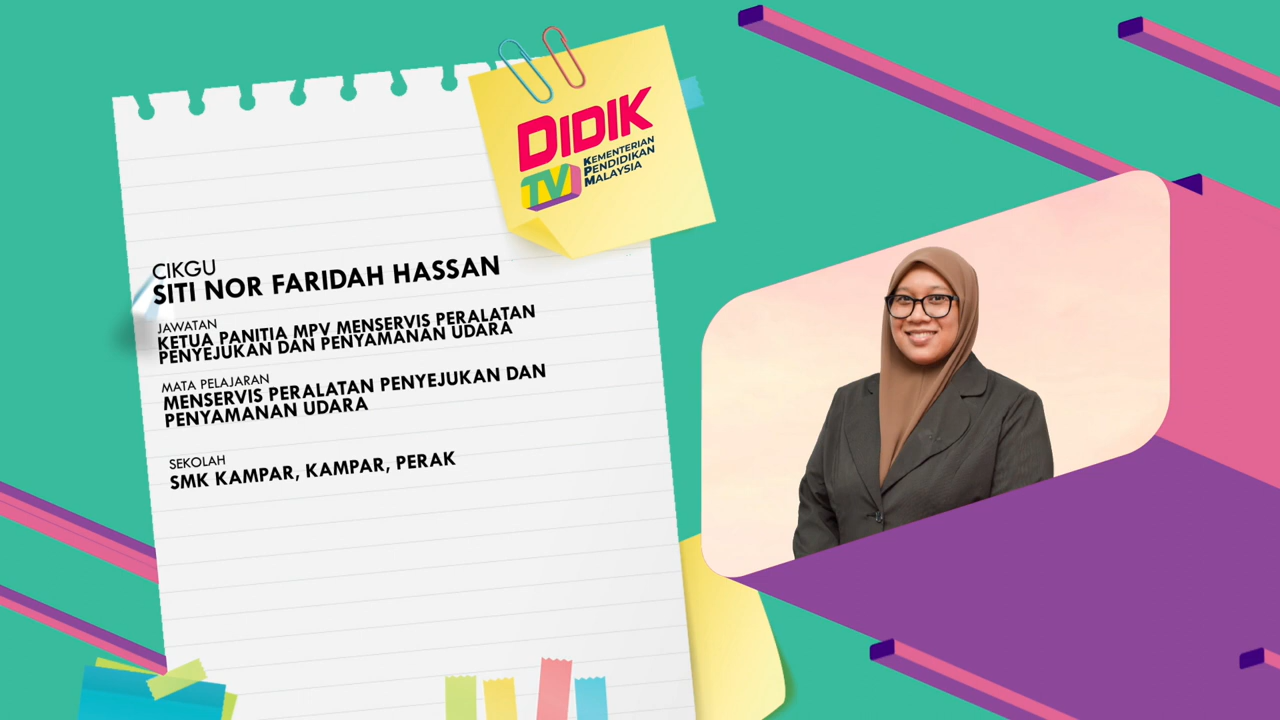 DIDIK
TV
KEMENTERIAN
PENDIDIKAN
MALAYSIA
CIKGU
SITI NOR FARIDAH HASSAN
JAWATAN
KETUA PANITIA MPV MENSERVIS PERALATAN
PENYEJUKAN DAN PENYAMANAN UDARA
MATA PELAJARAN
MENSERVIS PERALATAN PENYEJUKAN DAN
PENYAMANAN UDARA
SEKOLAH
SMK KAMPAR, KAMPAR, PERAK